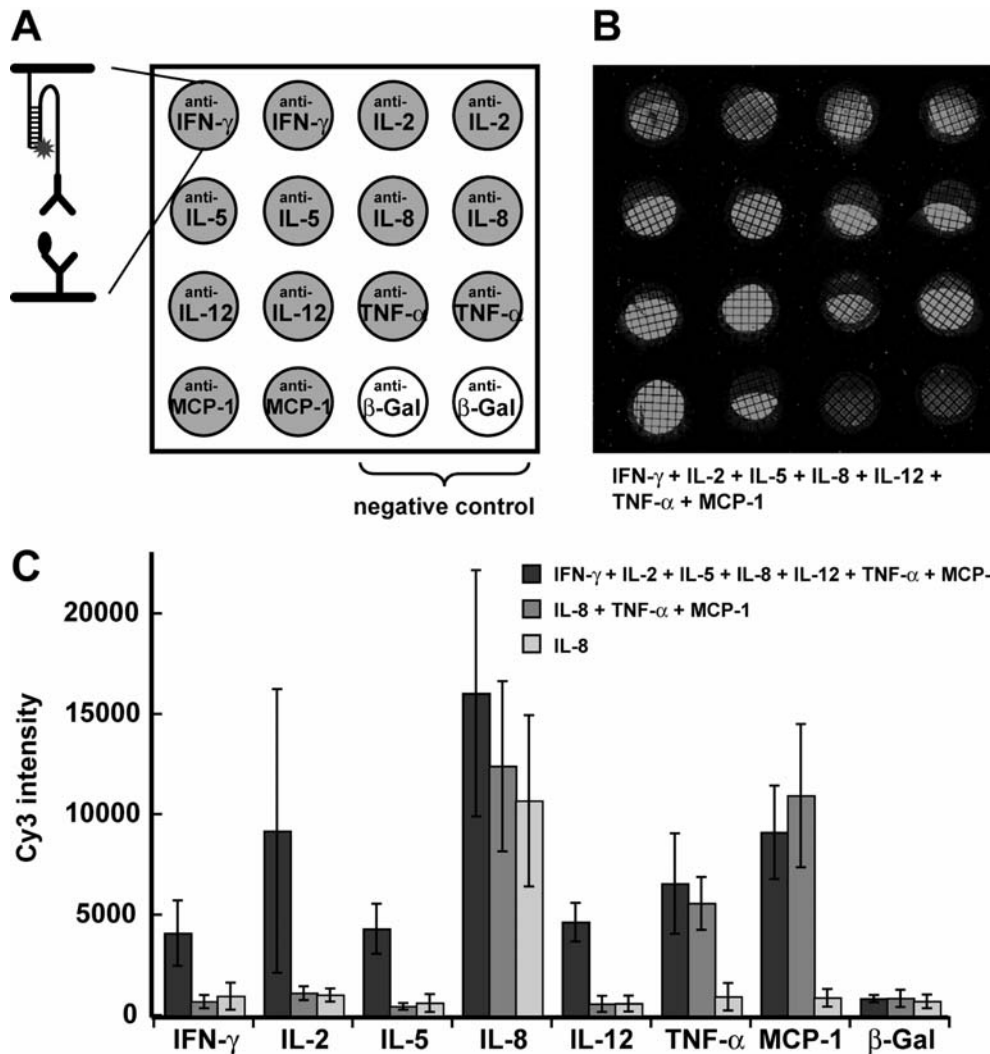 A
anti-
IFN-γ
anti-
IFN-γ
anti-
IL-2
anti-
IL-2
anti-
IL-5
anti-
IL-5
anti-
IL-8
anti-
IL-8
anti-
IL-12
anti-
IL-12
anti-
TNF-α
anti-
TNF-α
anti-
MCP-1
anti-
MCP-1
anti-
β-Gal
anti-
β-Gal
negative control
B
IFN-γ + IL-2 + IL-5 + IL-8 + IL-12 +
TNF-α + MCP-1
C
IFN-γ + IL-2 + IL-5 + IL-8 + IL-12 + TNF-α + MCP-
IL-8 + TNF-α + MCP-1
IL-8
Cy3 intensity
20000
15000
10000
5000
0
IFN-γ IL-2 IL-5 IL-8 IL-12 TNF-α MCP-1 β-Gal